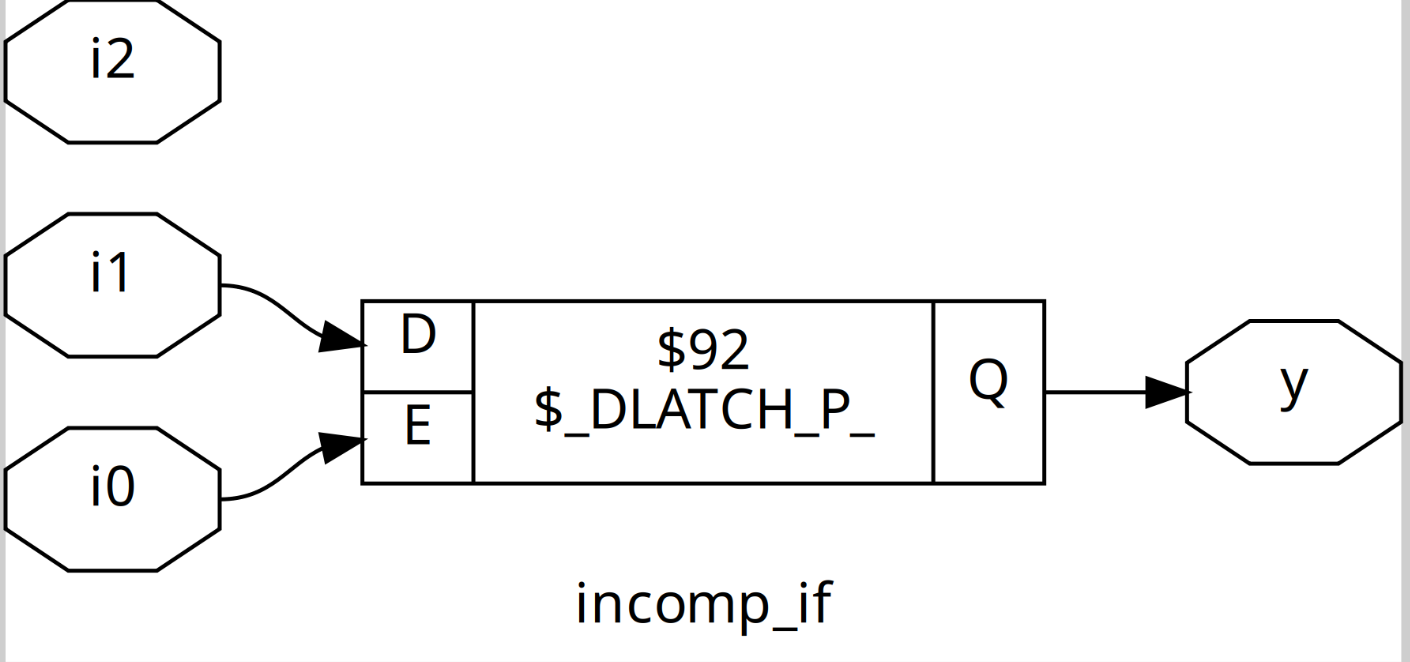 i2
i1
i0
D
E
$92
$_DLATCH_P_
Q
y
incomp_if